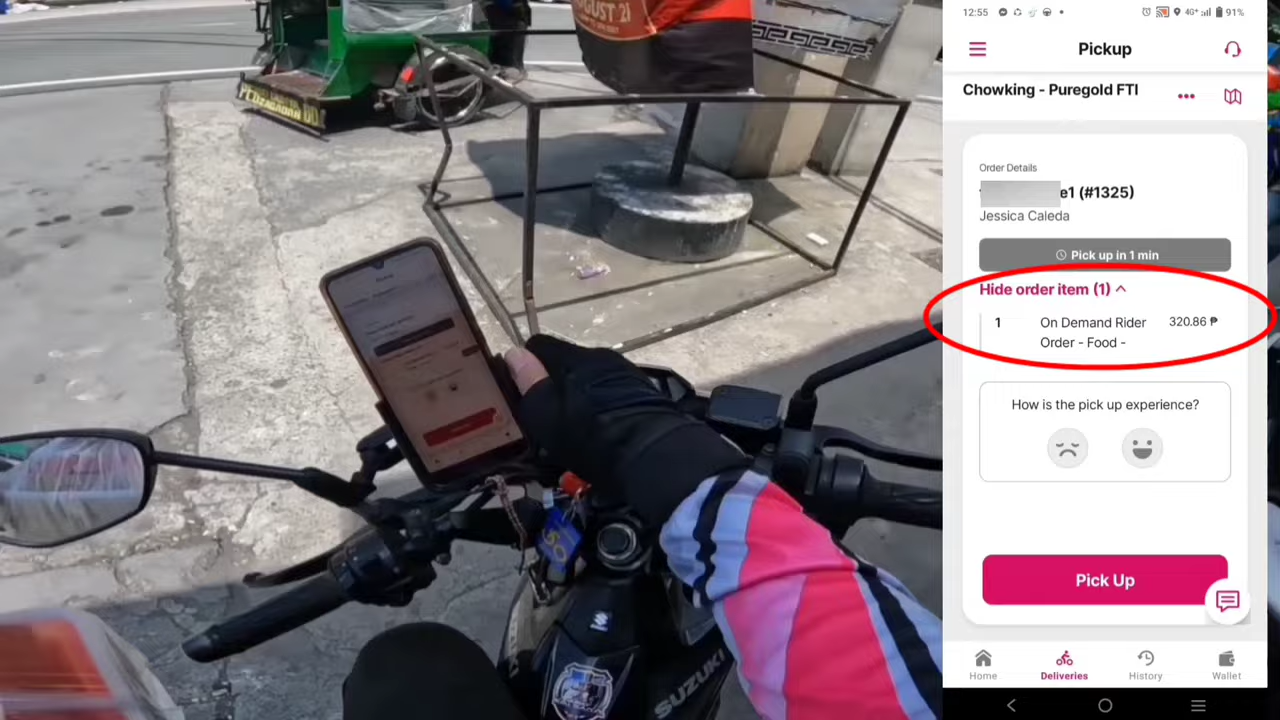 GUST 21
SUZUKI
12:55
4G+
91%
Pickup
Chowking - Puregold FTI
Order Details
e1 (#1325)
Jessica Caleda
Pick up in 1 min
Hide order item (1)
1 On Demand Rider 320.86 ₱
Order - Food -
How is the pick up experience?
Pick Up
Home Deliveries History Wallet